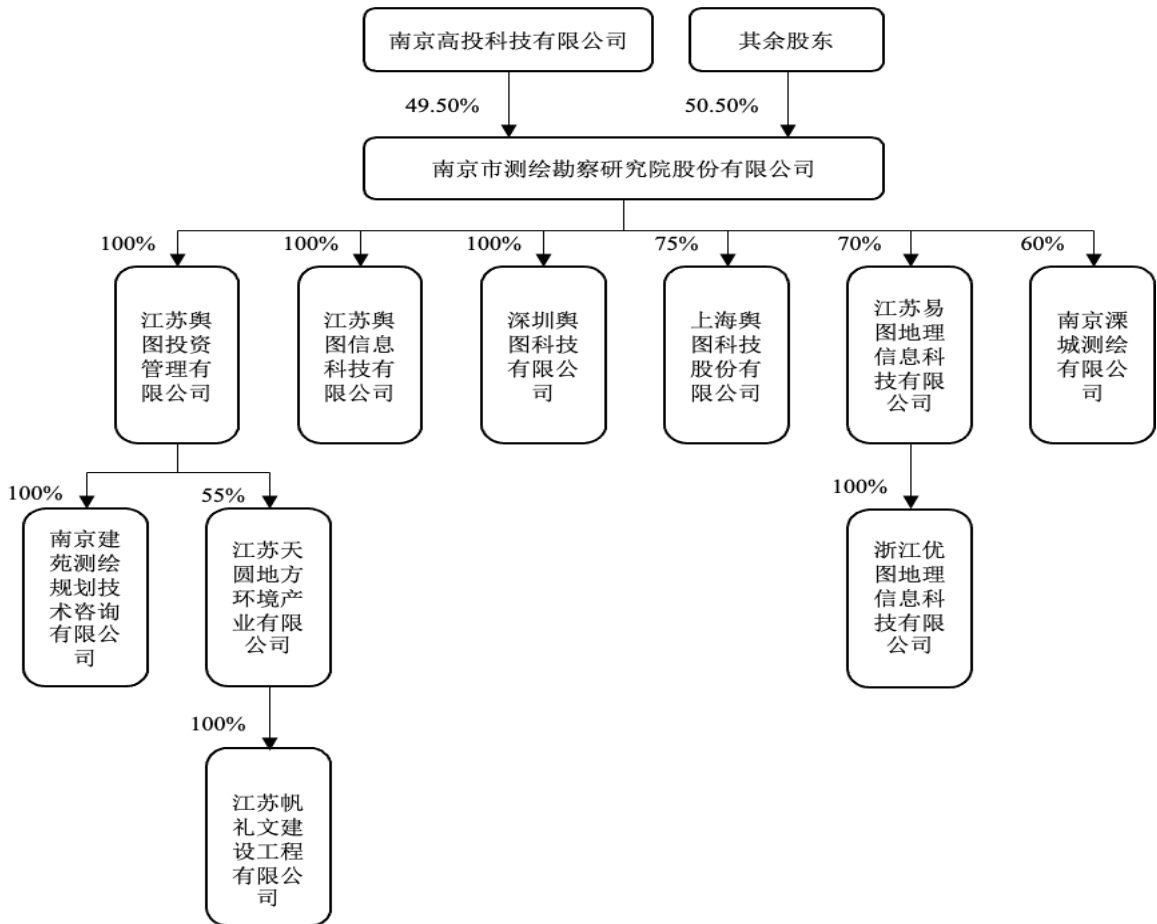 南京高投科技有限公司
其余股东
49.50%
50.50%
南京市测绘勘察研究院股份有限公司
100%
100%
100%
75%
70%
60%
江苏舆
图投资
管理有
限公司
江苏舆
图信息
科技有
限公司
深圳舆
图科技
有限公
司
上海舆
图科技
股份有
限公司
江苏易
图地理
信息科
技有限
公司
南京溧
城测绘
有限公
司
100%
55%
100%
南京建
苑测绘
规划技
术咨询
有限公
司
江苏天
圆地方
环境产
业有限
公司
浙江优
图地理
信息科
技有限
公司
100%
江苏帆
礼文建
设工程
有限公
司